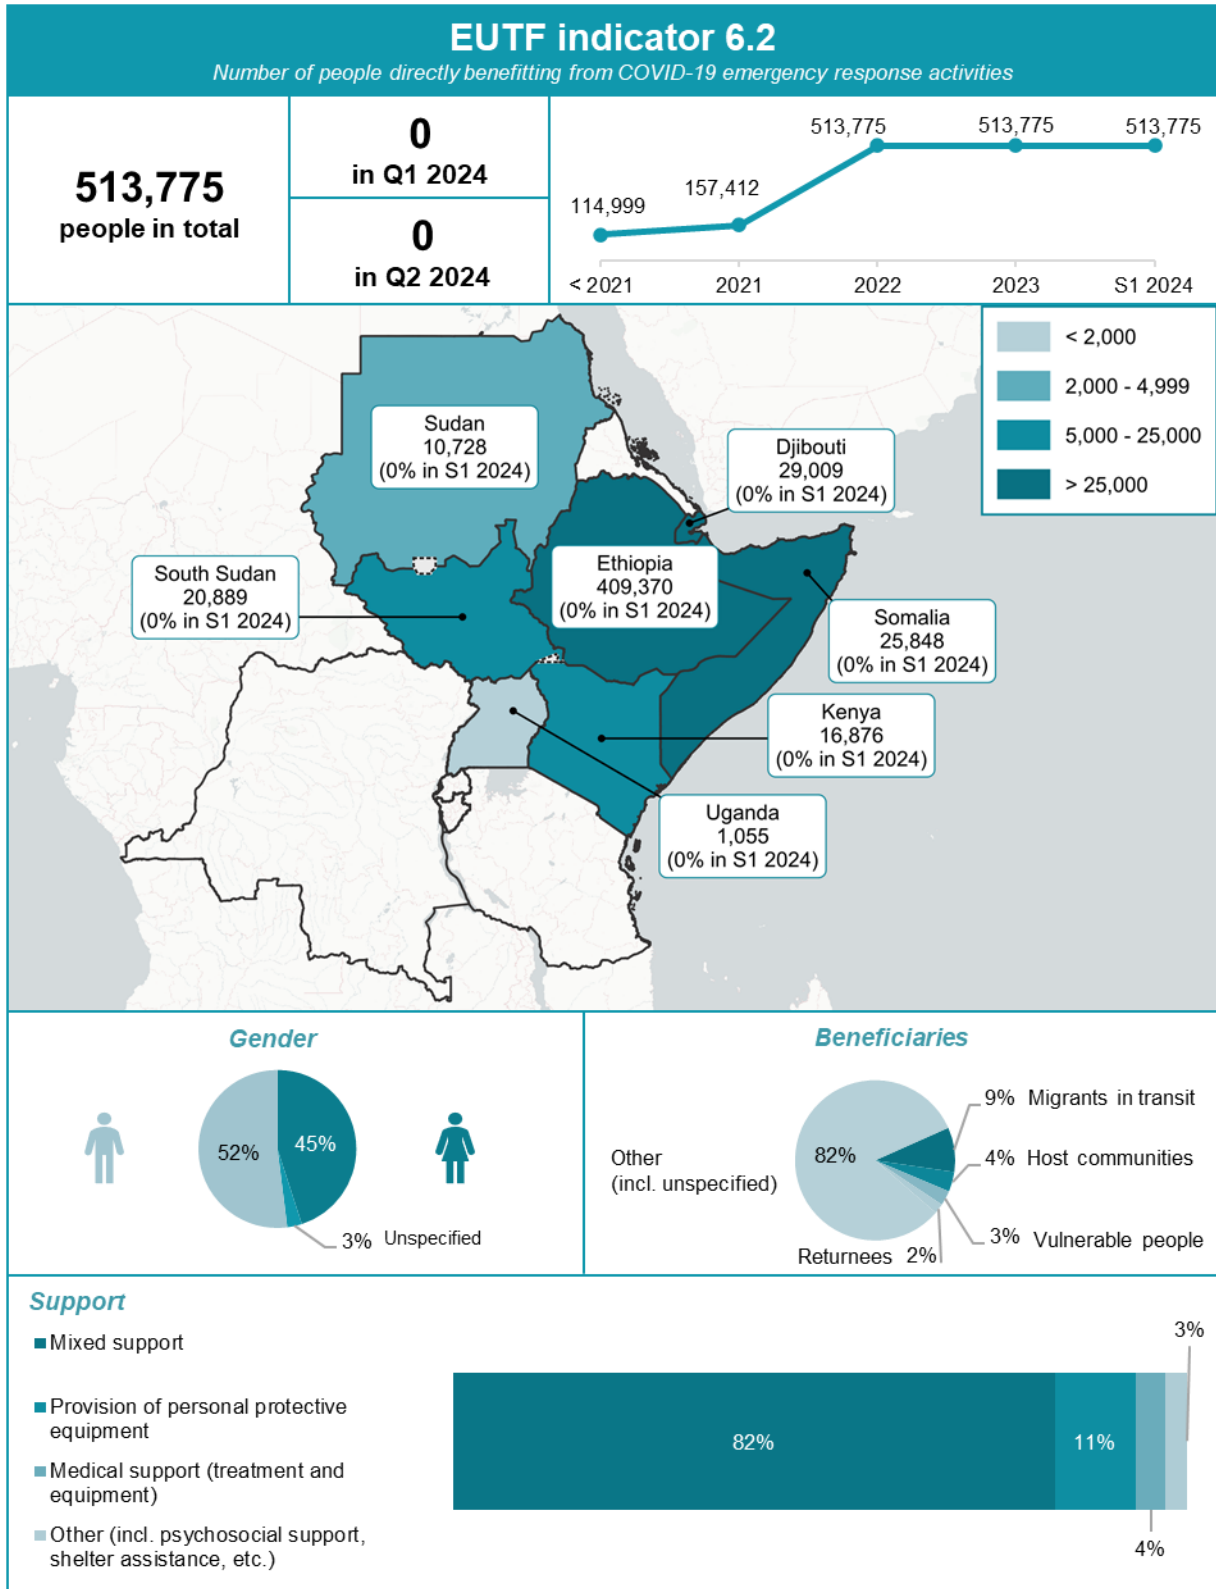 EUTF indicator 6.2
Number of people directly benefitting from COVID-19 emergency response activities
513,775
people in total
0
in Q1 2024
0
in Q2 2024
114,999
157,412
513,775
513,775
513,775
< 2021
2021
2022
2023
S1 2024
< 2,000
2,000 - 4,999
5,000 - 25,000
> 25,000
Sudan
10,728
(0% in S1 2024)
Djibouti
29,009
(0% in S1 2024)
Ethiopia
409,370
(0% in S1 2024)
South Sudan
20,889
(0% in S1 2024)
Somalia
25,848
(0% in S1 2024)
Kenya
16,876
(0% in S1 2024)
Uganda
1,055
(0% in S1 2024)
Gender
52%
45%
3% Unspecified
Beneficiaries
82%
Other
(incl. unspecified)
9% Migrants in transit
4% Host communities
3% Vulnerable people
Returnees 2%
Support
Mixed support
Provision of personal protective
equipment
Medical support (treatment and
equipment)
Other (incl. psychosocial support,
shelter assistance, etc.)
82%
11%
4%
3%